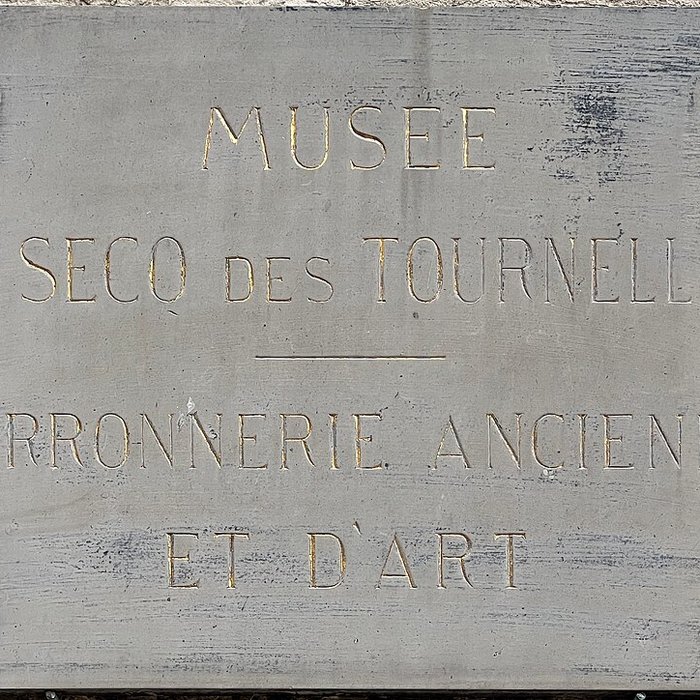 MUSEE
SECO DES TOURNELL
RRONNERIE ANCIEN
ET D'ART